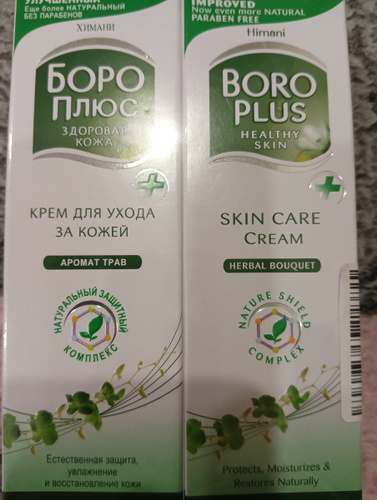 УЛУЧШЕННЫЙ
Еще более НАТУРАЛЬНЫЙ
БЕЗ ПАРАБЕНОВ
ХИМАНИ
БОРО
ПЛЮС
ЗДОРОВАЯ
КОЖА
КРЕМ ДЛЯ УХОДА
ЗА КОЖЕЙ
АРОМАТ ТРАВ
НАТУРАЛЬНЫЙ ЗАЩИТНЫЙ
КОМПЛЕКС
Естественная защита,
увлажнение
и восстановление кожи
IMPROVED
Now even more NATURAL
PARABEN FREE
Himani
BORO
PLUS
HEALTHY
SKIN
SKIN CARE
CREAM
HERBAL BOUQUET
NATURE SHIELD
COMPLEX
Protects, Moisturizes &
Restores Naturally